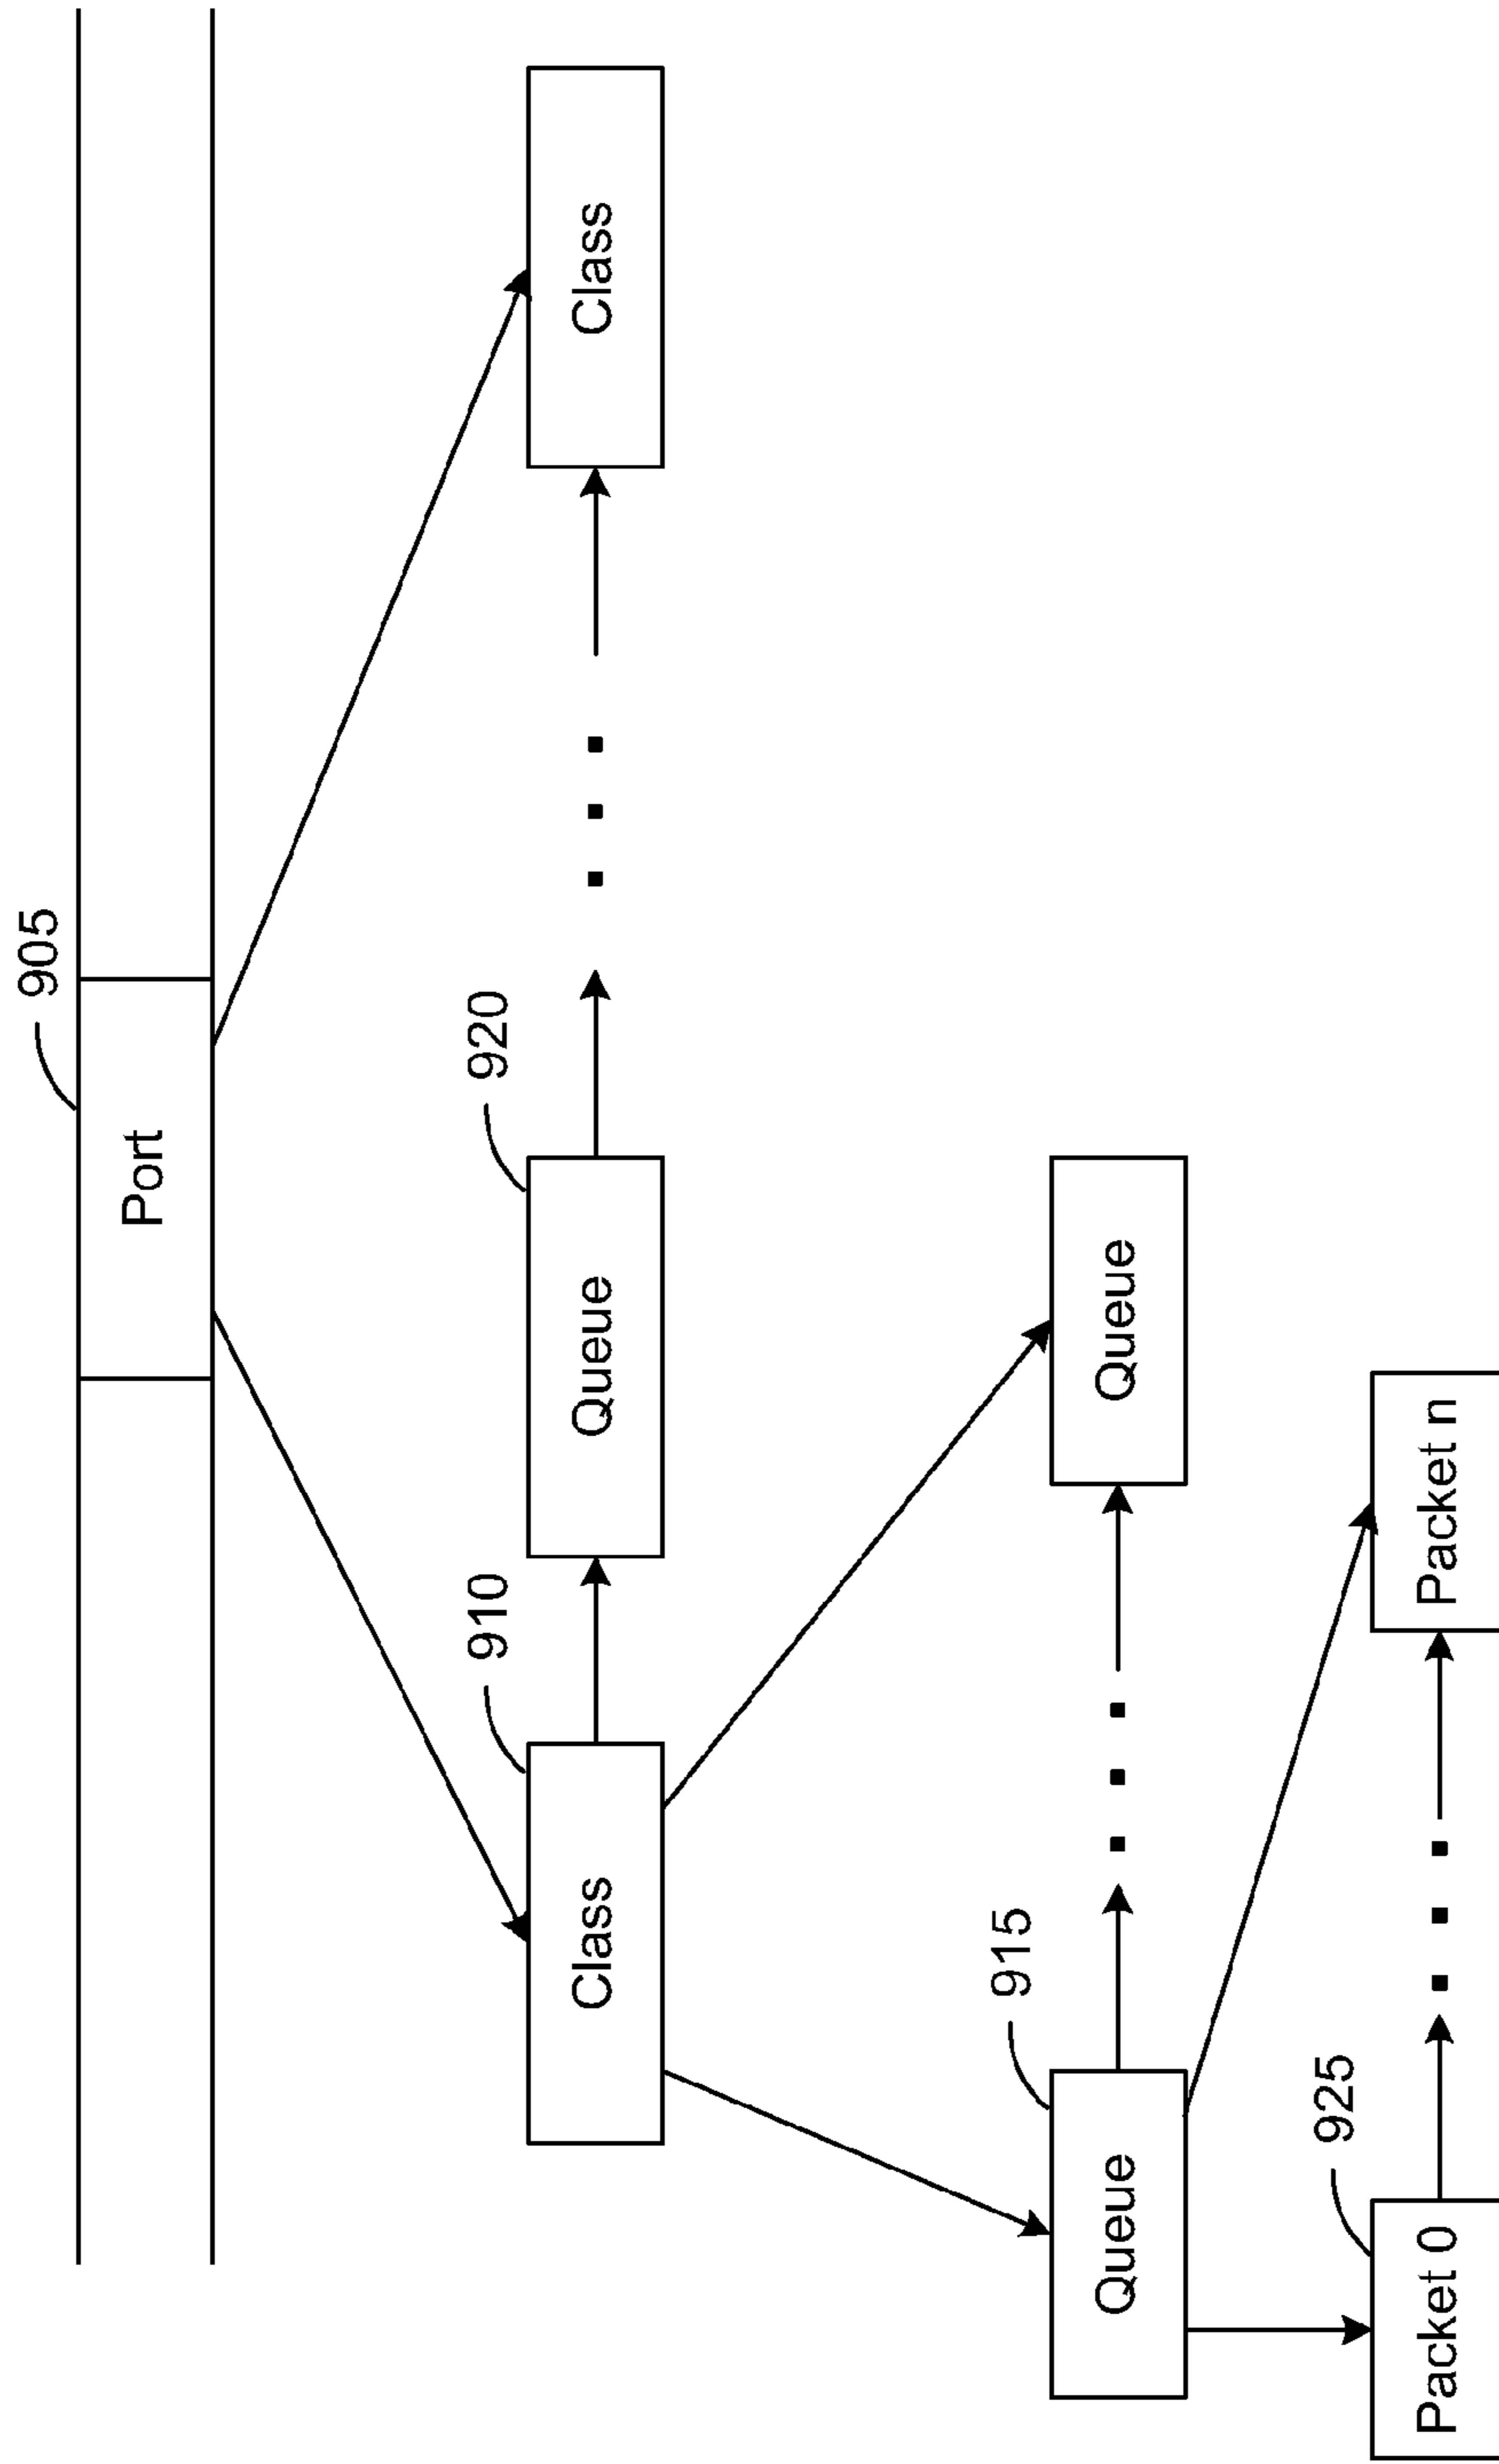 905
Port
910
920
Class
Queue
Class
915
Queue
Queue
925
Packet 0
Packet n